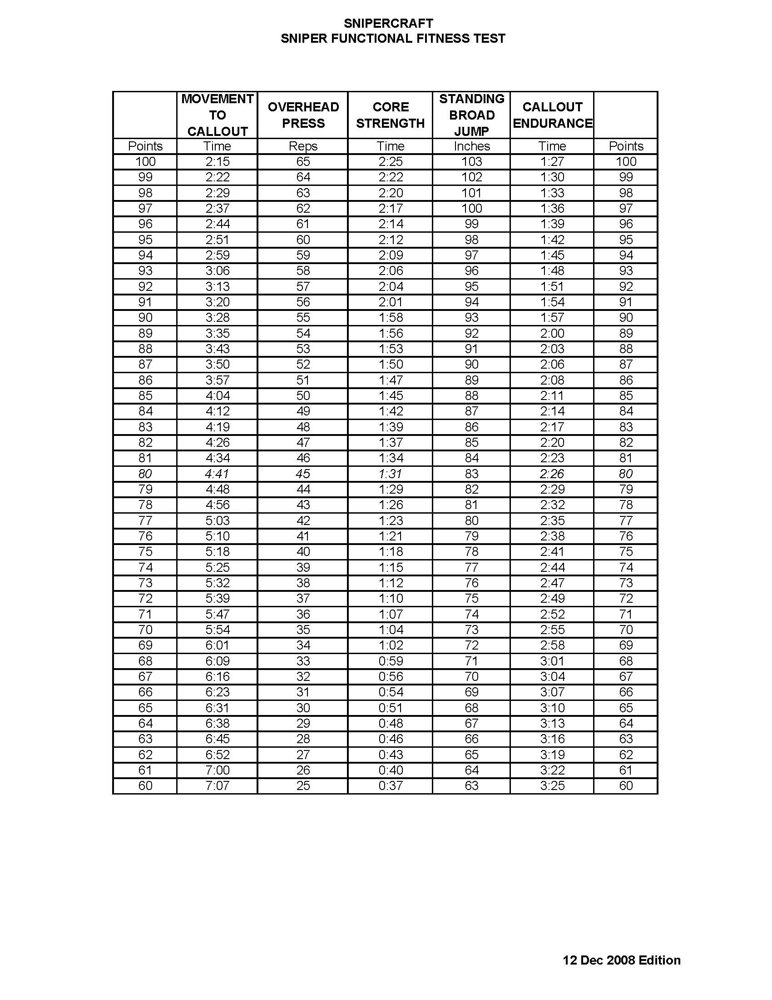 SNIPERCRAFT
SNIPER FUNCTIONAL FITNESS TEST
MOVEMENT TO CALLOUT OVERHEAD PRESS CORE STRENGTH STANDING BROAD JUMP CALLOUT ENDURANCE
Points Time Reps Time Inches Time Points
100 2:15 65 2:25 103 1:27 100
99 2:22 64 2:22 102 1:30 99
98 2:29 63 2:20 101 1:33 98
97 2:37 62 2:17 100 1:36 97
96 2:44 61 2:14 99 1:39 96
95 2:51 60 2:12 98 1:42 95
94 2:59 59 2:09 97 1:45 94
93 3:06 58 2:06 96 1:48 93
92 3:13 57 2:04 95 1:51 92
91 3:20 56 2:01 94 1:54 91
90 3:28 55 1:58 93 1:57 90
89 3:35 54 1:56 92 2:00 89
88 3:43 53 1:53 91 2:03 88
87 3:50 52 1:50 90 2:06 87
86 3:57 51 1:47 89 2:08 86
85 4:04 50 1:45 88 2:11 85
84 4:12 49 1:42 87 2:14 84
83 4:19 48 1:39 86 2:17 83
82 4:26 47 1:37 85 2:20 82
81 4:34 46 1:34 84 2:23 81
80 4:41 45 1:31 83 2:26 80
79 4:48 44 1:29 82 2:29 79
78 4:56 43 1:26 81 2:32 78
77 5:03 42 1:23 80 2:35 77
76 5:10 41 1:21 79 2:38 76
75 5:18 40 1:18 78 2:41 75
74 5:25 39 1:15 77 2:44 74
73 5:32 38 1:12 76 2:47 73
72 5:39 37 1:10 75 2:49 72
71 5:47 36 1:07 74 2:52 71
70 5:54 35 1:04 73 2:55 70
69 6:01 34 1:02 72 2:58 69
68 6:09 33 0:59 71 3:01 68
67 6:16 32 0:56 70 3:04 67
66 6:23 31 0:54 69 3:07 66
65 6:31 30 0:51 68 3:10 65
64 6:38 29 0:48 67 3:13 64
63 6:45 28 0:46 66 3:16 63
62 6:52 27 0:43 65 3:19 62
61 7:00 26 0:40 64 3:22 61
60 7:07 25 0:37 63 3:25 60
12 Dec 2008 Edition